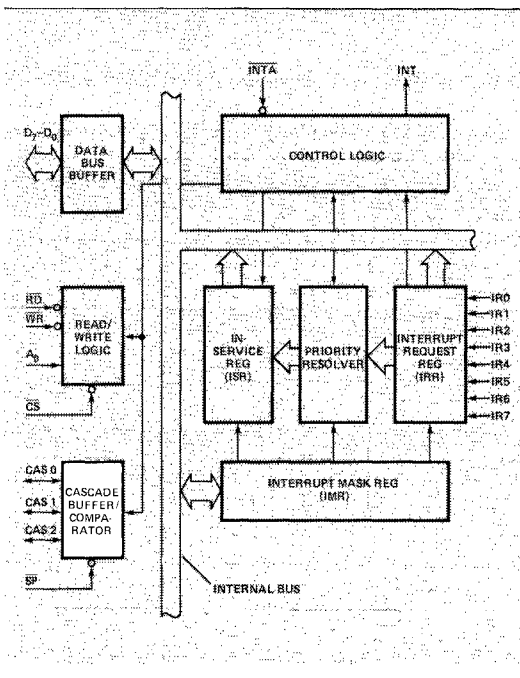 INTA
INT
D7–D0
DATA
BUS
BUFFER
CONTROL LOGIC
RD
WR
A0
CS
READ/
WRITE
LOGIC
IN-
SERVICE
REG
(ISR)
PRIORITY
RESOLVER
INTERRUPT
REQUEST
REG
(IRR)
IR0
IR1
IR2
IR3
IR4
IR5
IR6
IR7
CAS 0
CAS 1
CAS 2
CASCADE
BUFFER/
COMPA-
RATOR
SP
INTERRUPT MASK REG
(IMR)
INTERNAL BUS